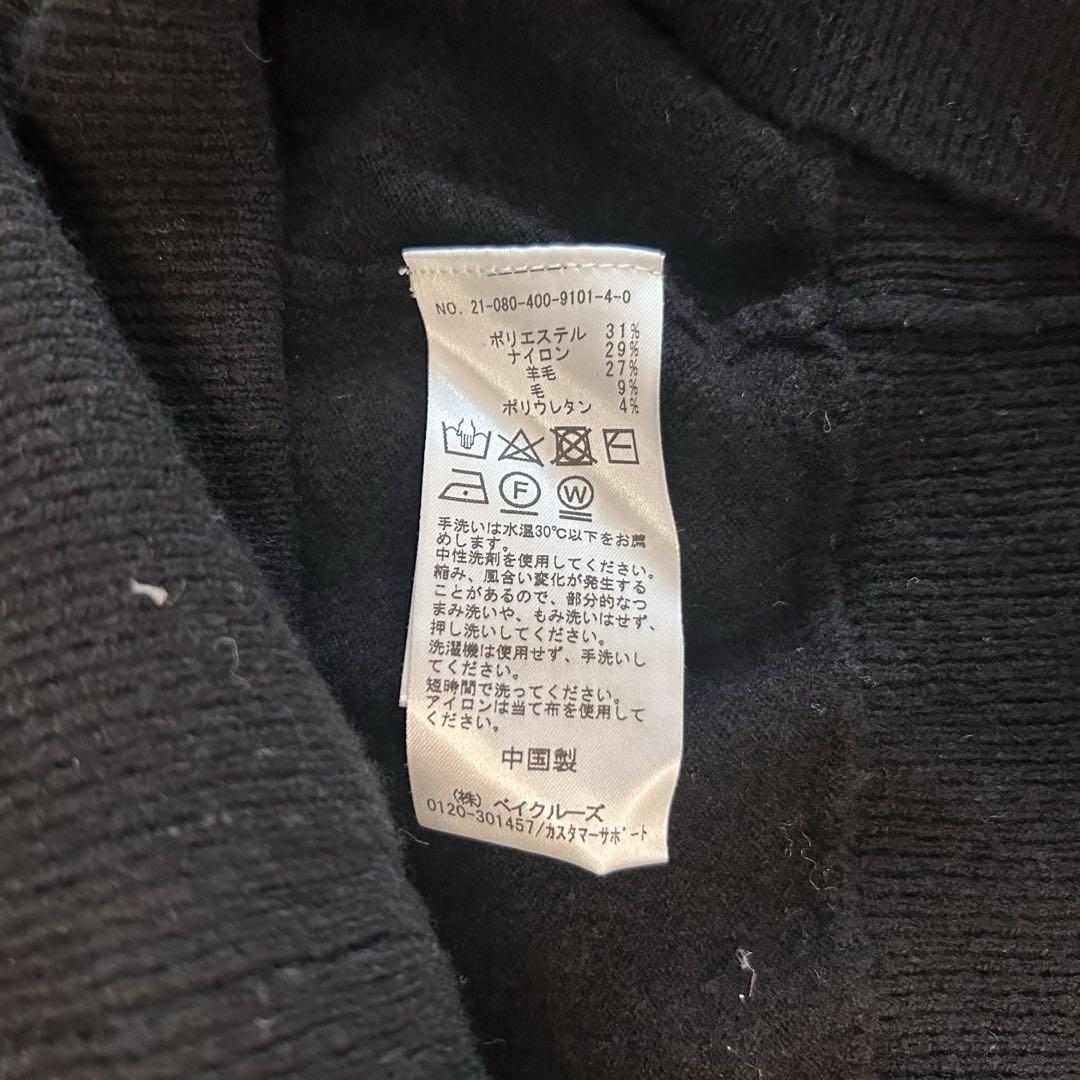 NO. 21-080-400-9101-4-0
ポリエステル 31%
ナイロン 29%
羊毛 27%
毛 9%
ポリウレタン 4%
F W
手洗いは水温30℃以下をお薦
めします。
中性洗剤を使用してください。
縮み、風合い変化が発生する
ことがあるので、部分的なつ
まみ洗いや、もみ洗いはせず、
押し洗いしてください。
洗濯機は使用せず、手洗いし
てください。
短時間で洗ってください。
アイロンは当て布を使用して
ください。
中国製
(株) ベイクルーズ
0120-301457/カスタマーサポート